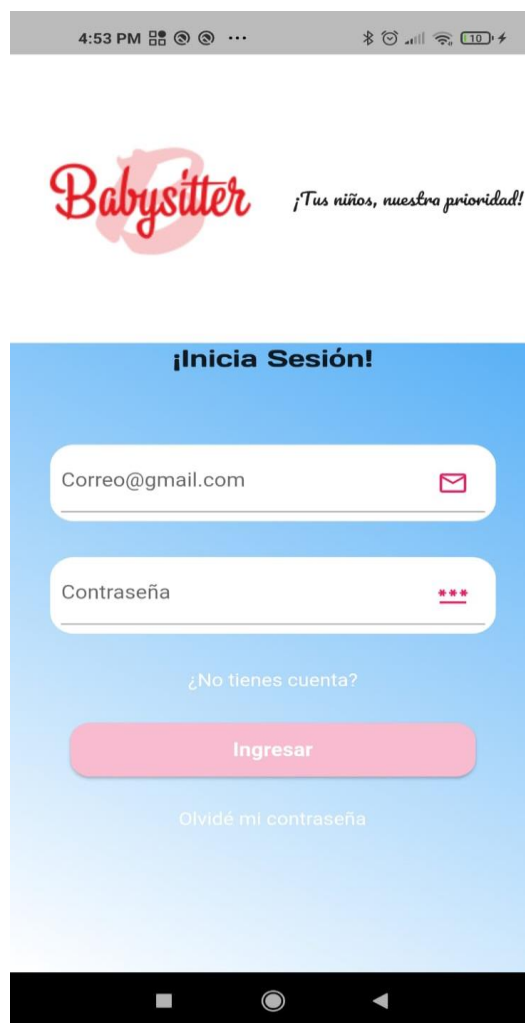 4:53 PM
10
Babysitter
¡Tus niños, nuestra prioridad!
¡Inicia Sesión!
Correo@gmail.com
Contraseña
¿No tienes cuenta?
Ingresar
Olvidé mi contraseña